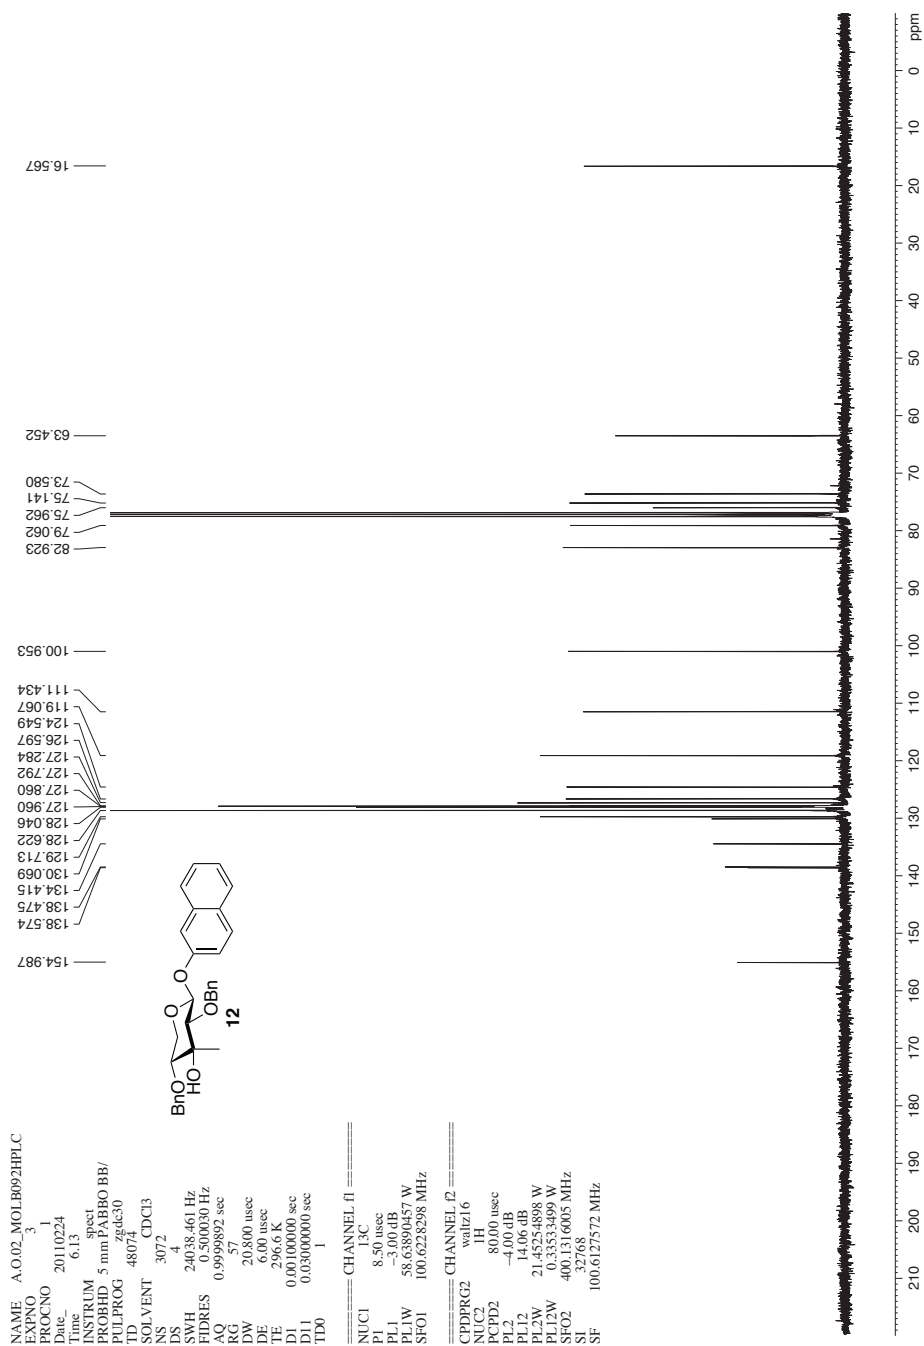 NAME A.O.02_MOLB092HPLC
EXPNO 3
PROCNO 1
Date_ 20110224
Time 6.13
INSTRUM spect
PROBHD 5 mm PABBO BB/
PULPROG zgdc30
TD 48074
SOLVENT CDCl3
NS 3072
DS 4
SWH 24038.461 Hz
FIDRES 0.500030 Hz
AQ 0.9999892 sec
RG 57
DW 20.800 usec
DE 6.00 usec
TE 296.6 K
D1 0.00100000 sec
D11 0.03000000 sec
TD0 1
======== CHANNEL f1 ========
NUC1 13C
P1 8.50 usec
PL1 -3.00 dB
PL1W 58.63890457 W
SFO1 100.6228298 MHz
======== CHANNEL f2 ========
CPDPRG2 waltz16
NUC2 1H
PCPD2 80.00 usec
PL2 -4.00 dB
PL12 14.06 dB
PL2W 21.45254898 W
PL12W 0.33533499 W
SFO2 400.1316005 MHz
SI 32768
SF 100.6127572 MHz
154.987
138.574
138.475
134.415
130.069
129.713
128.622
128.046
127.960
127.860
127.792
127.284
126.597
124.549
119.067
111.434
100.953
82.923
79.062
75.962
75.141
73.580
63.452
16.567
BnO
HO
O
O
OBn
12
210 200 190 180 170 160 150 140 130 120 110 100 90 80 70 60 50 40 30 20 10 0 ppm